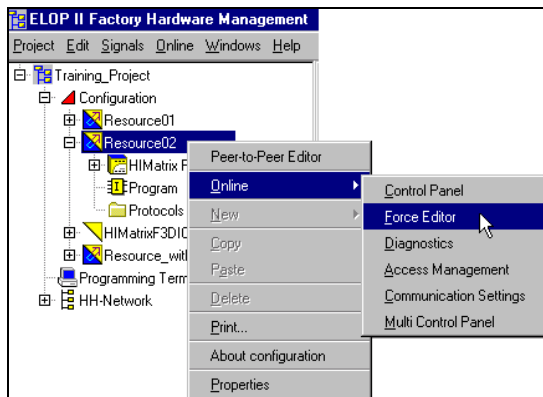 ELOP II Factory Hardware Management
Project Edit Signals Online Windows Help
Training_Project
Configuration
Resource01
Resource02
HIMatrix F
Program
Protocols
HIMatrixF3DIO
Resource_with
Programming Term
HH-Network
Peer-to-Peer Editor
Online
New
Copy
Paste
Delete
Print...
About configuration
Properties
Control Panel
Force Editor
Diagnostics
Access Management
Communication Settings
Multi Control Panel